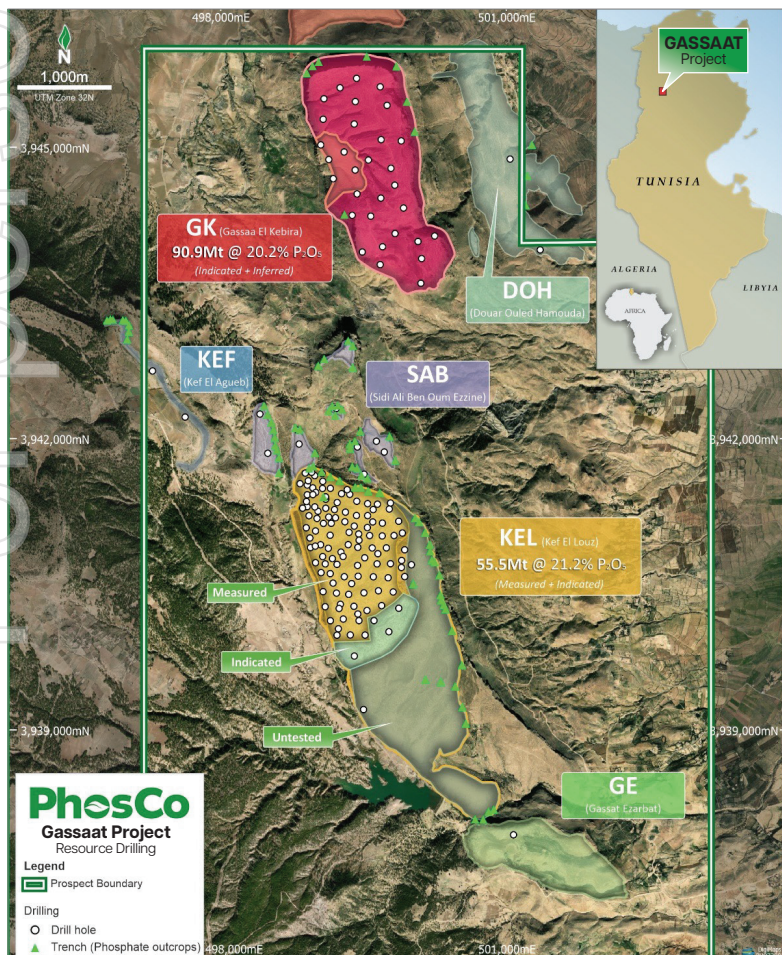 498,000mE
501,000mE
N
1,000m
UTM Zone 32N
GASSAAT
Project
3,945,000mN
TUNISIA
ALGERIA
LIBYIA
AFRICA
GK (Gassaa El Kebira)
90.9Mt @ 20.2% P₂O₅
(Indicated + Inferred)
DOH
(Douar Ouled Hamouda)
KEF
(Kef El Agueb)
SAB
(Sidi Ali Ben Oum Ezzine)
3,942,000mN
3,942,000mN
KEL (Kef El Louz)
55.5Mt @ 21.2% P₂O₅
(Measured + Indicated)
Measured
Indicated
Untested
3,939,000mN
3,939,000mN
GE
(Gassat Ezarbat)
PhosCo
Gassaat Project
Resource Drilling
Legend
Prospect Boundary
Drilling
Drill hole
Trench (Phosphate outcrops)
498,000mE
501,000mE